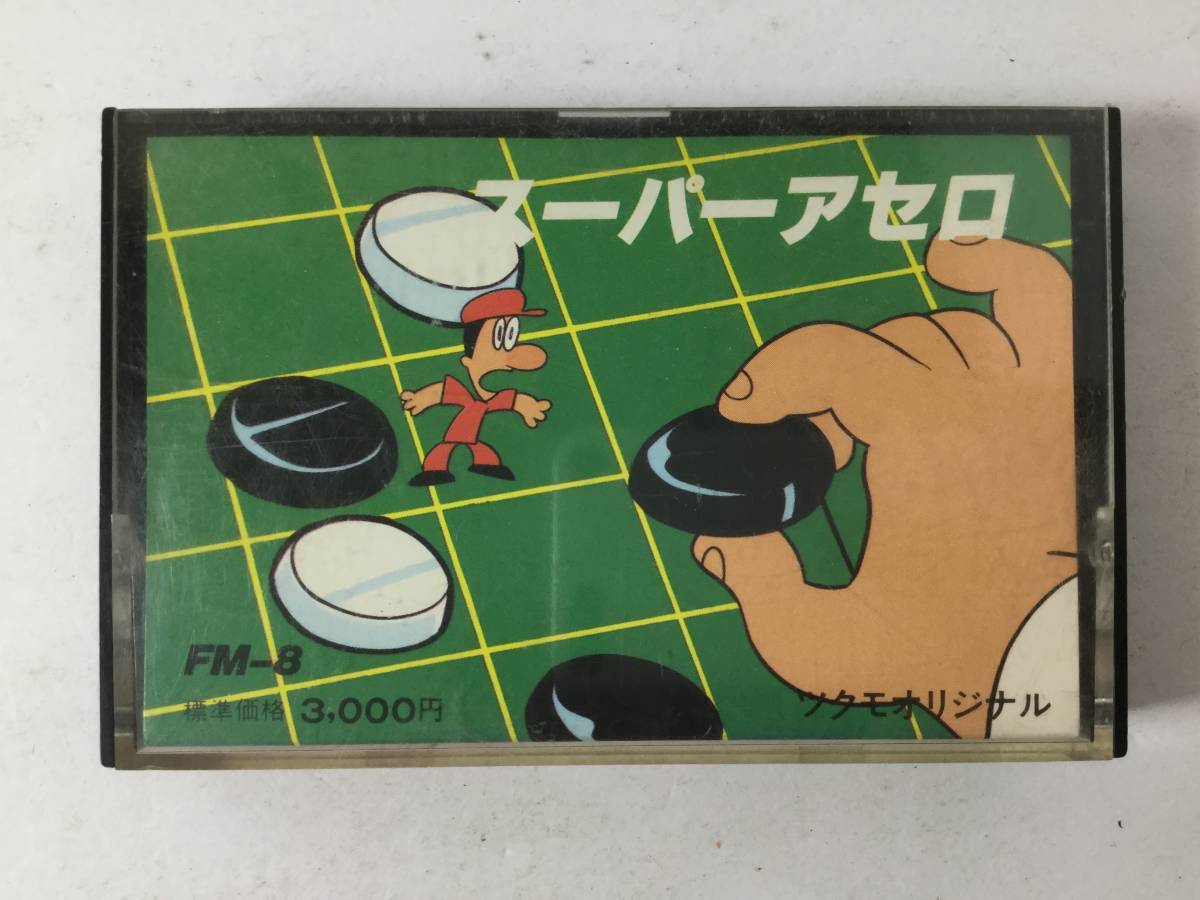 スーパーアセロ
FM-8
標準価格 3,000円
ツクモオリジナル